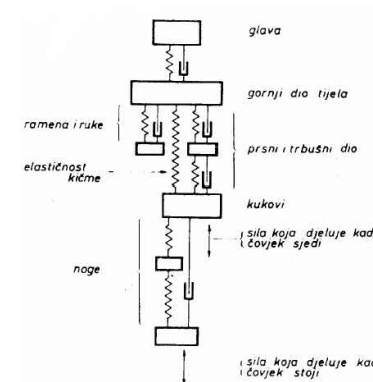 glava
gornji dio tijela
ramena i ruke
prsni i trbušni dio
elastičnost
kičme
kukovi
sila koja djeluje kad
čovjek sjedi
noge
sila koja djeluje kad
čovjek stoji